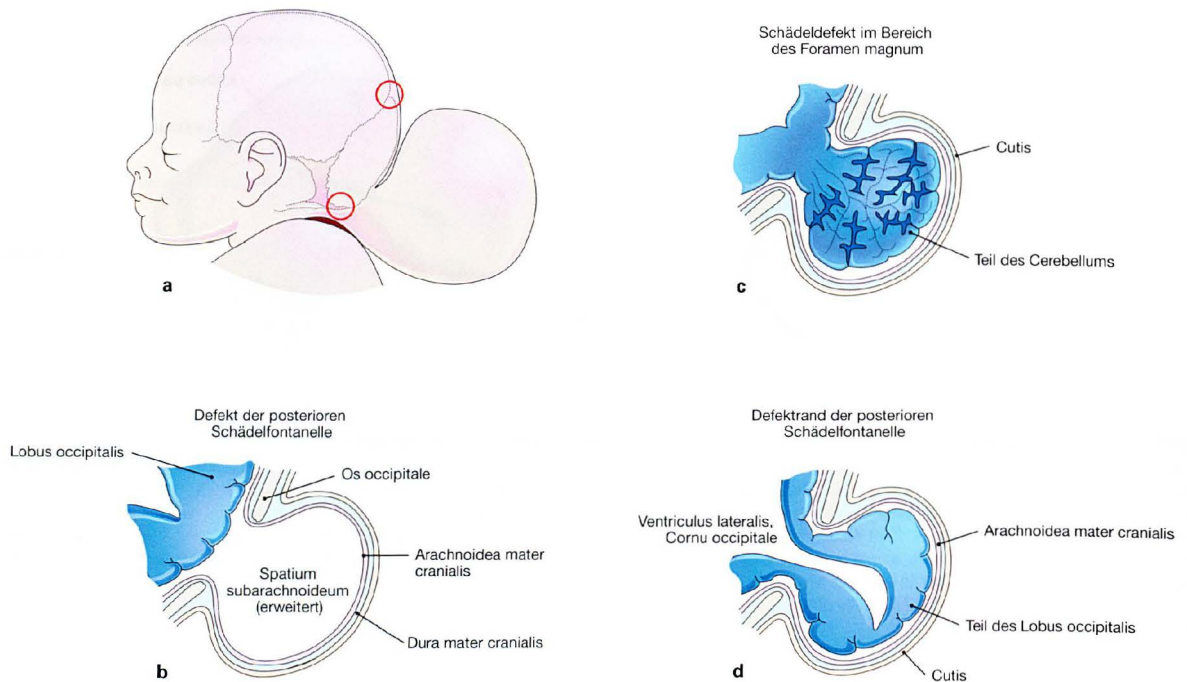 a
Schädeldefekt im Bereich
des Foramen magnum
Cutis
Teil des Cerebellums
c
Defekt der posterioren
Schädelfontanelle
Lobus occipitalis
Os occipitale
Arachnoidea mater
cranialis
Spatium
subarachnoideum
(erweitert)
Dura mater cranialis
b
Defektrand der posterioren
Schädelfontanelle
Ventriculus lateralis,
Cornu occipitale
Arachnoidea mater cranialis
Teil des Lobus occipitalis
Cutis
d